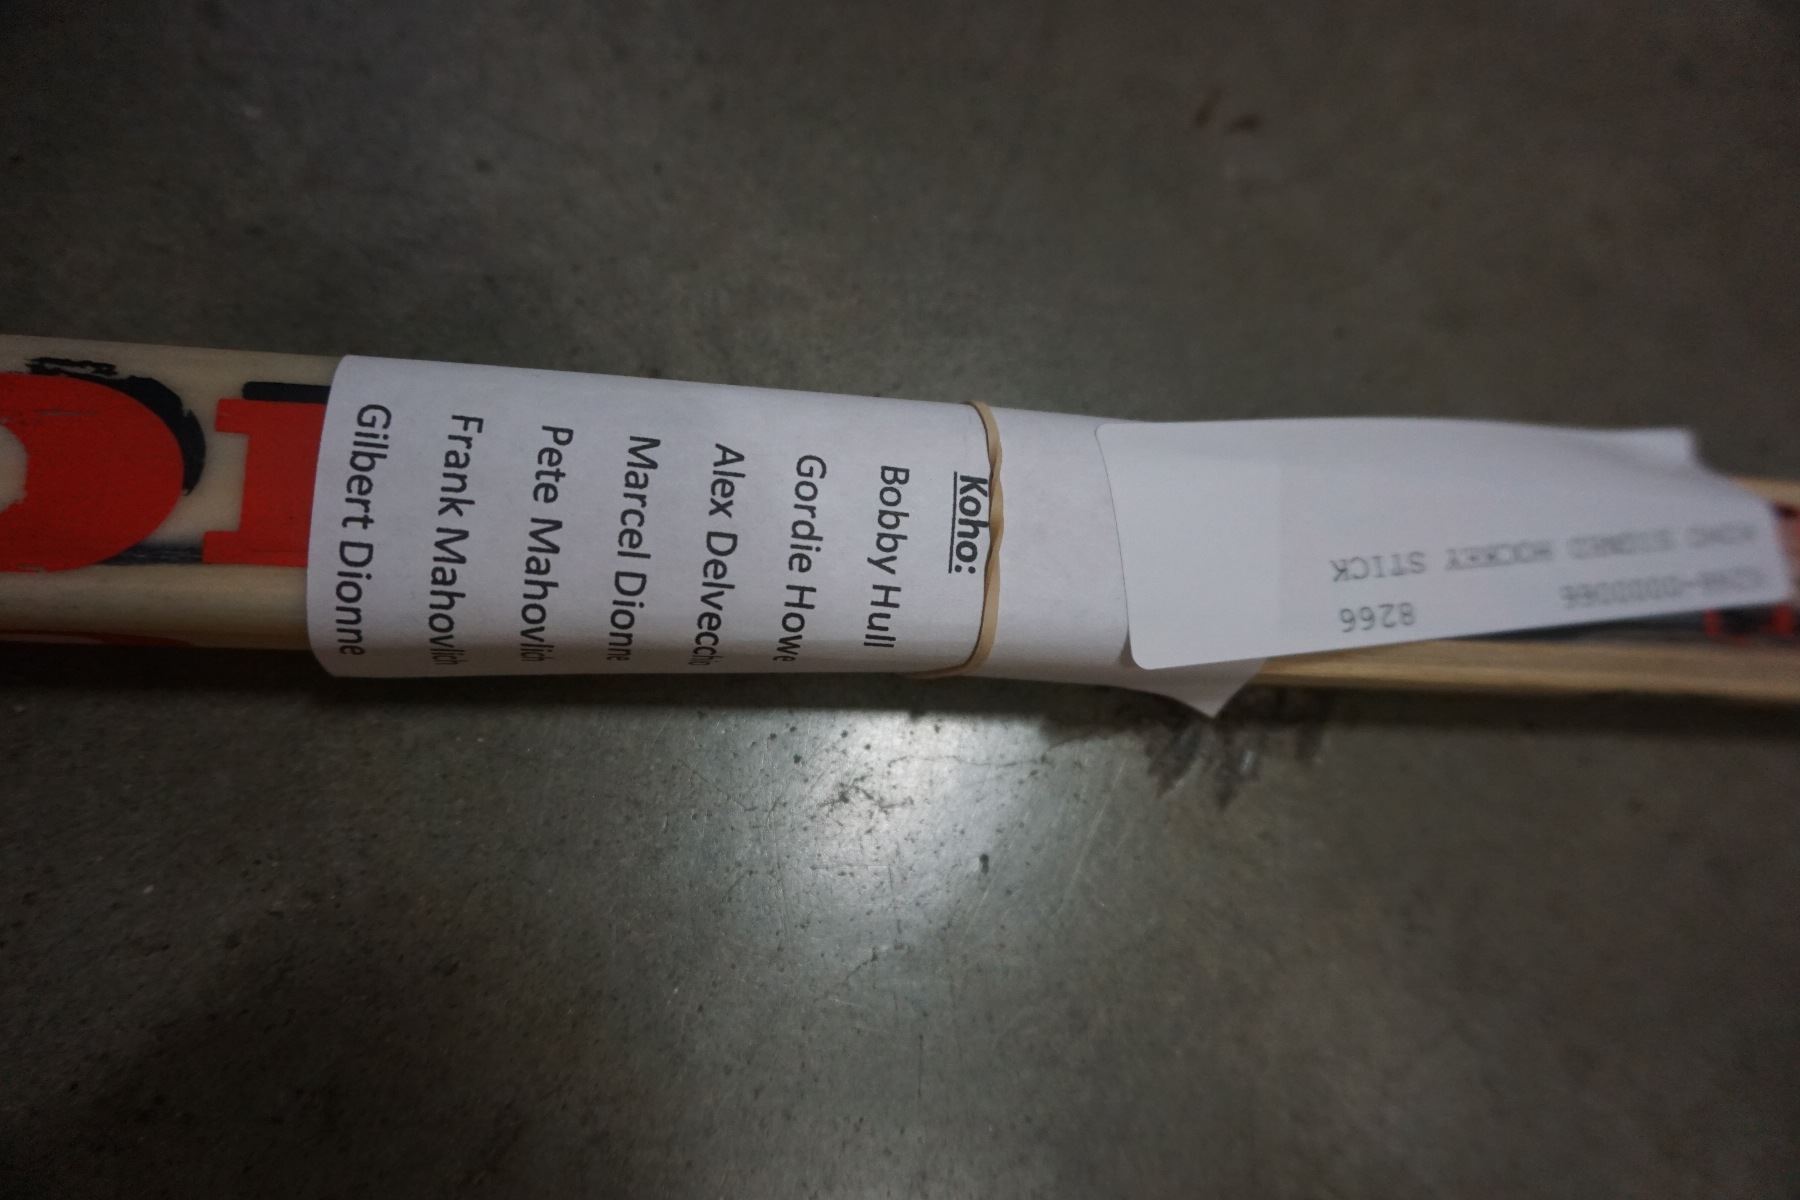 Koho:
Bobby Hull
Gordie Howe
Alex Delvecchio
Marcel Dionne
Pete Mahovlich
Frank Mahovlich
Gilbert Dionne
8266
KOHO SIGNED HOCKEY STICK